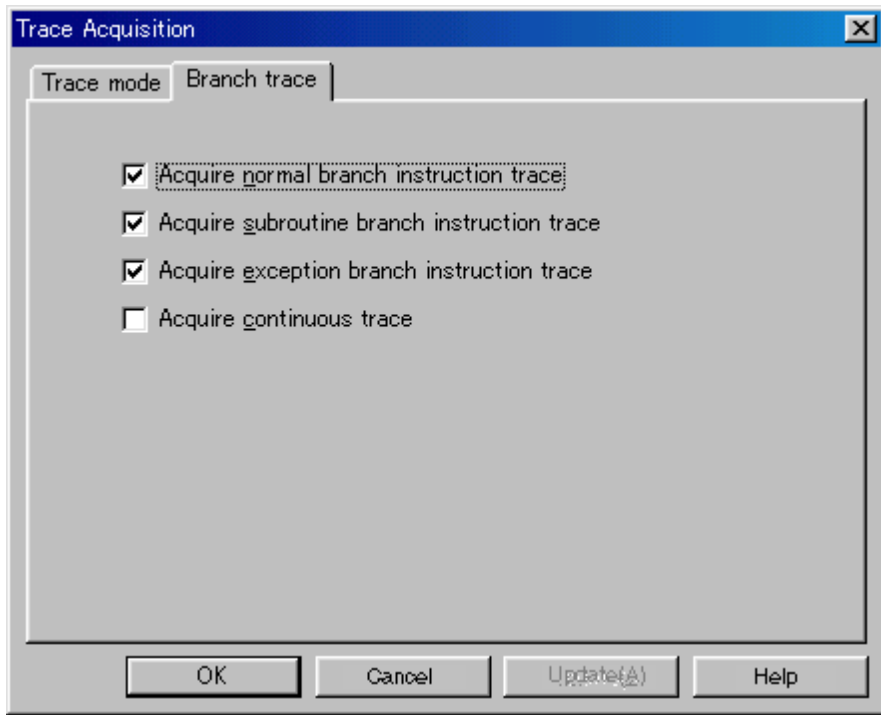 Trace Acquisition
Trace mode Branch trace
Acquire normal branch instruction trace
Acquire subroutine branch instruction trace
Acquire exception branch instruction trace
Acquire continuous trace
OK Cancel Update(A) Help